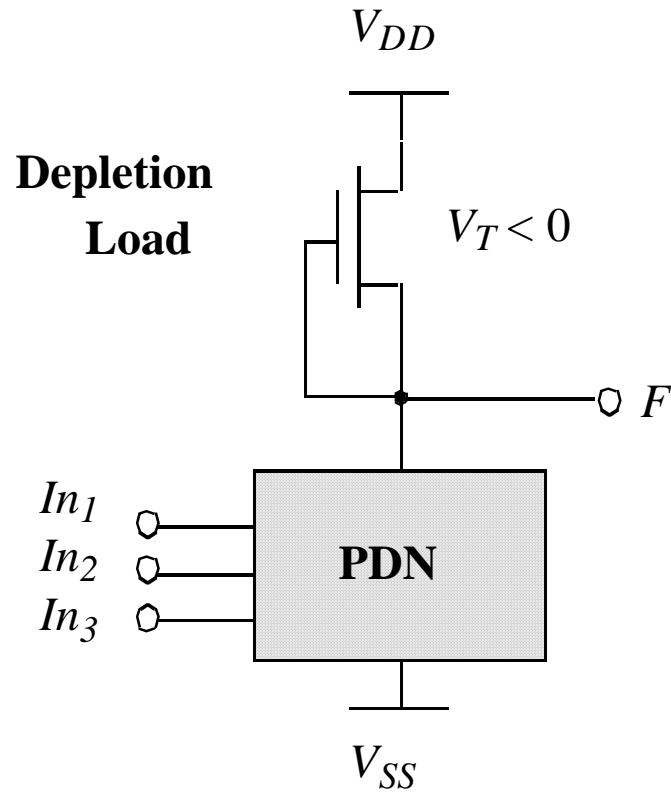 V_DD
Depletion
Load
V_T < 0
F
In_1
In_2
In_3
PDN
V_SS